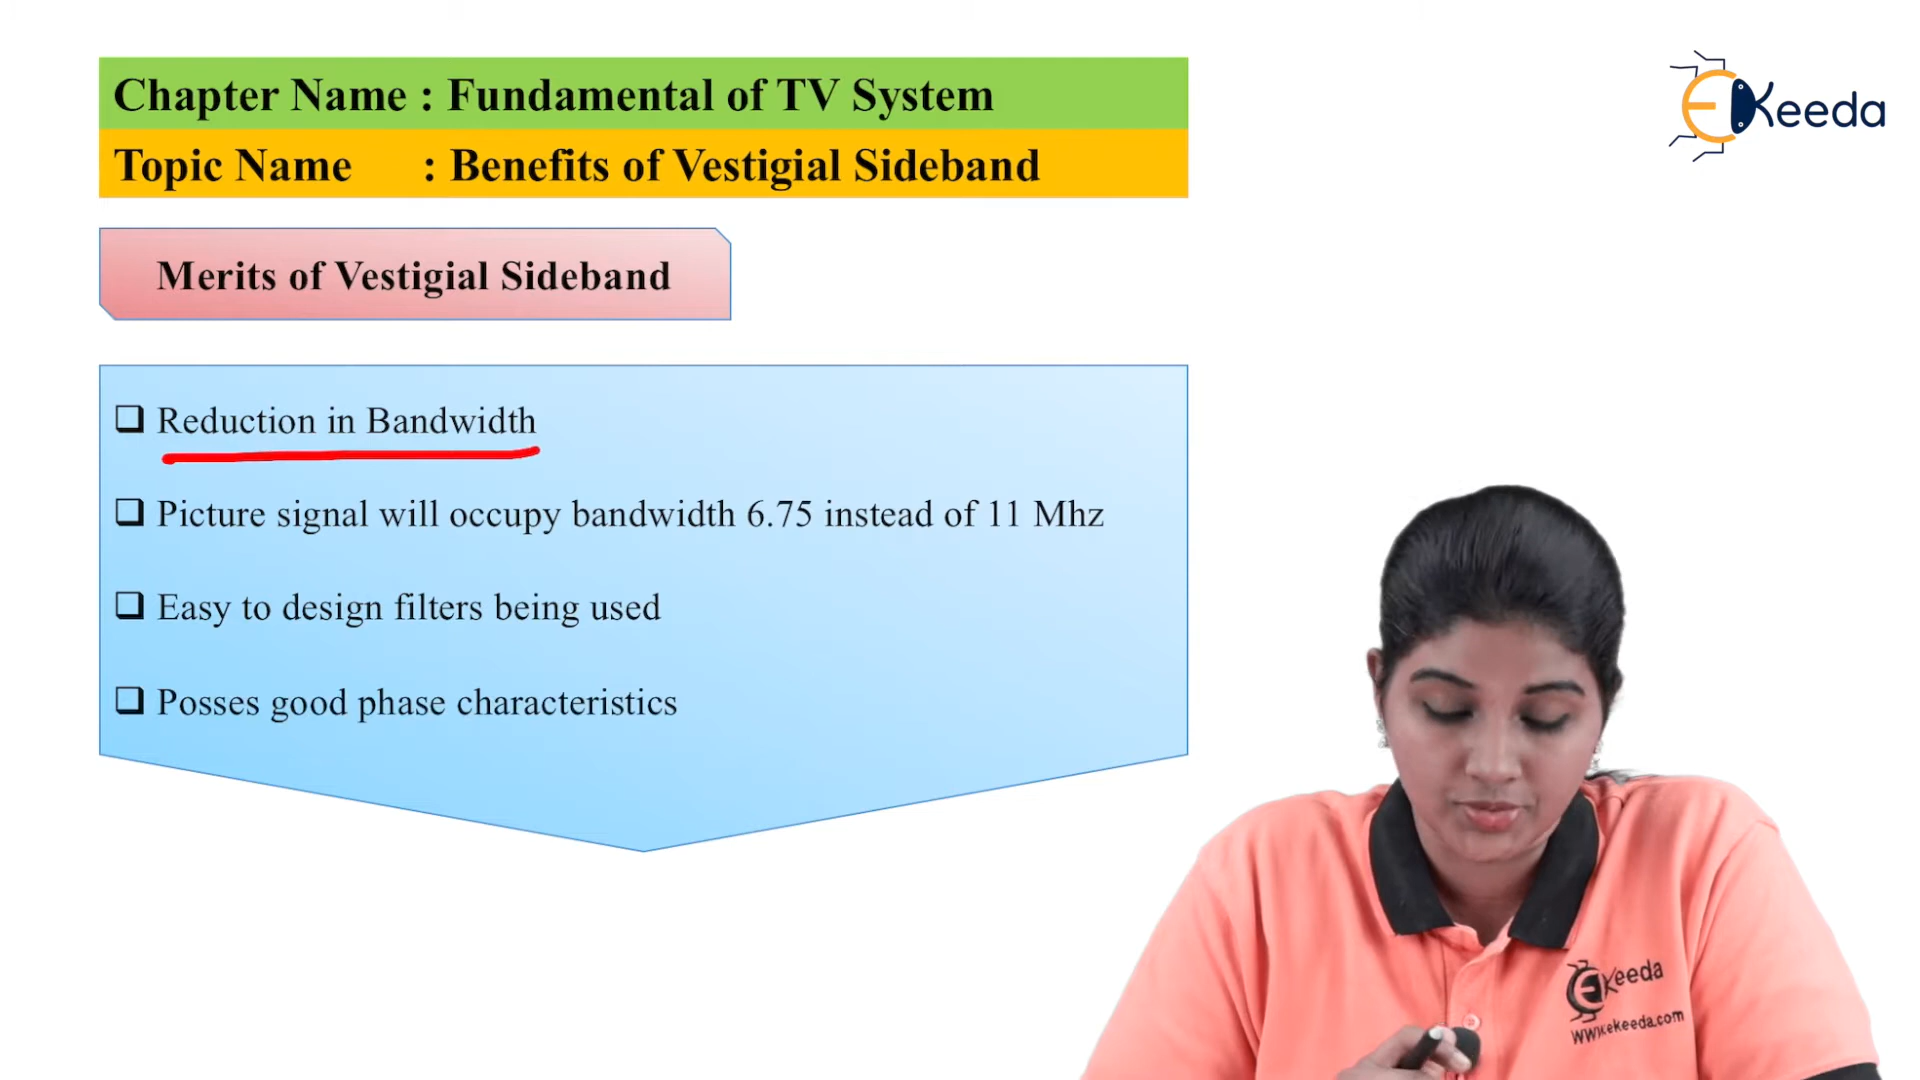 Chapter Name : Fundamental of TV System
Topic Name : Benefits of Vestigial Sideband
EKeeda
Merits of Vestigial Sideband
Reduction in Bandwidth
Picture signal will occupy bandwidth 6.75 instead of 11 Mhz
Easy to design filters being used
Posses good phase characteristics
EKeeda
www.ekeeda.com